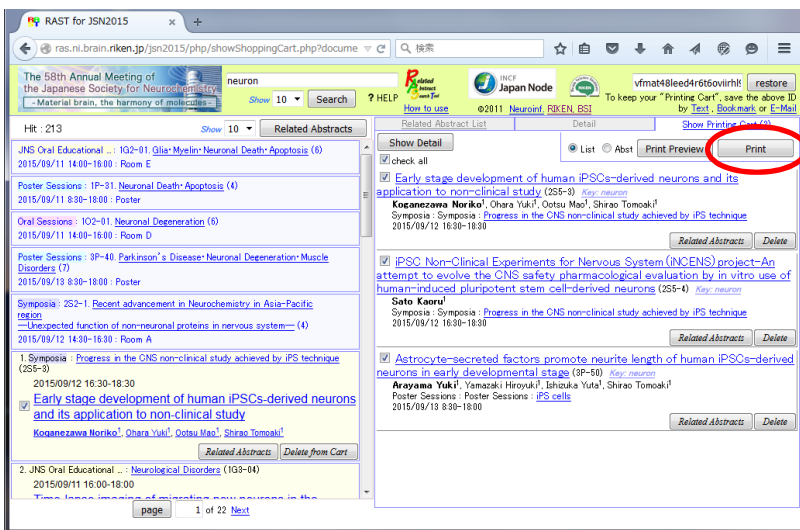 RAST for JSN2015
ras.ni.brain.riken.jp/jsn2015/php/showShoppingCart.php?docume
検索
The 58th Annual Meeting of
the Japanese Society for Neurochemistry
-Material brain, the harmony of molecules-
neuron
Show 10 Search
? HELP
Related Abstract Search Tool
How to use
INCF
Japan Node
©2011 Neuroinf. RIKEN, BSI
restore
To keep your "Printing Cart", save the above ID
by Text , Bookmark or E-Mail
Hit : 213
Show 10 Related Abstracts
JNS Oral Educational .. : 1G2-01. Glia・Myelin・Neuronal Death・Apoptosis (6)
2015/09/11 14:00-16:00 : Room E
Poster Sessions : 1P-31. Neuronal Death・Apoptosis (4)
2015/09/11 8:30-18:00 : Poster
Oral Sessions : 1O2-01. Neuronal Degeneration (6)
2015/09/11 14:00-16:00 : Room D
Poster Sessions : 3P-40. Parkinson's Disease・Neuronal Degeneration・Muscle
Disorders (7)
2015/09/13 8:30-18:00 : Poster
Symposia : 2S2-1. Recent advancement in Neurochemistry in Asia-Pacific
region
―Unexpected function of non-neuronal proteins in nervous system― (4)
2015/09/12 14:30-16:30 : Room A
1. Symposia : Progress in the CNS non-clinical study achieved by iPS technique
(2S5-3)
2015/09/12 16:30-18:30
Early stage development of human iPSCs-derived neurons
and its application to non-clinical study
Koganezawa Noriko1, Ohara Yuki1, Ootsu Mao1, Shirao Tomoaki1
Related Abstracts Delete from Cart
2. JNS Oral Educational .. : Neurological Disorders (1G3-04)
2015/09/11 16:00-18:00
Time-lapse imaging of migrating new neurons in the
page 1 of 22 Next
Related Abstract List
Detail
Show Printing Cart (3)
Show Detail
List Abst Print Preview Print
check all
Early stage development of human iPSCs-derived neurons and its
application to non-clinical study (2S5-3) Key: neuron
Koganezawa Noriko1, Ohara Yuki1, Ootsu Mao1, Shirao Tomoaki1
Symposia : Symposia : Progress in the CNS non-clinical study achieved by iPS technique
2015/09/12 16:30-18:30
Related Abstracts Delete
iPSC Non-Clinical Experiments for Nervous System (iNCENS) project-An
attempt to evolve the CNS safety pharmacological evaluation by in vitro use of
human-induced pluripotent stem cell-derived neurons (2S5-4) Key: neuron
Sato Kaoru1
Symposia : Symposia : Progress in the CNS non-clinical study achieved by iPS technique
2015/09/12 16:30-18:30
Related Abstracts Delete
Astrocyte-secreted factors promote neurite length of human iPSCs-derived
neurons in early developmental stage (3P-50) Key: neuron
Arayama Yuki1, Yamazaki Hiroyuki1, Ishizuka Yuta1, Shirao Tomoaki1
Poster Sessions : Poster Sessions : iPS cells
2015/09/13 8:30-18:00
Related Abstracts Delete